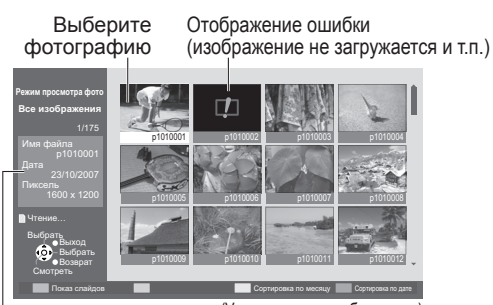 Выберите
фотографию
Отображение ошибки
(изображение не загружается и т.п.)
Режим просмотра фото
Все изображения
1/175
Имя файла
p1010001
Дата
23/10/2007
Пиксель
1600 x 1200
Чтение...
Выбрать
Выход
Выбрать
Возврат
Смотреть
p1010001
p1010002
p1010003
p1010004
p1010005
p1010006
p1010007
p1010008
p1010009
p1010010
p1010011
p1010012
Показ слайдов
Сортировка по месяцу
Сортировка по дате